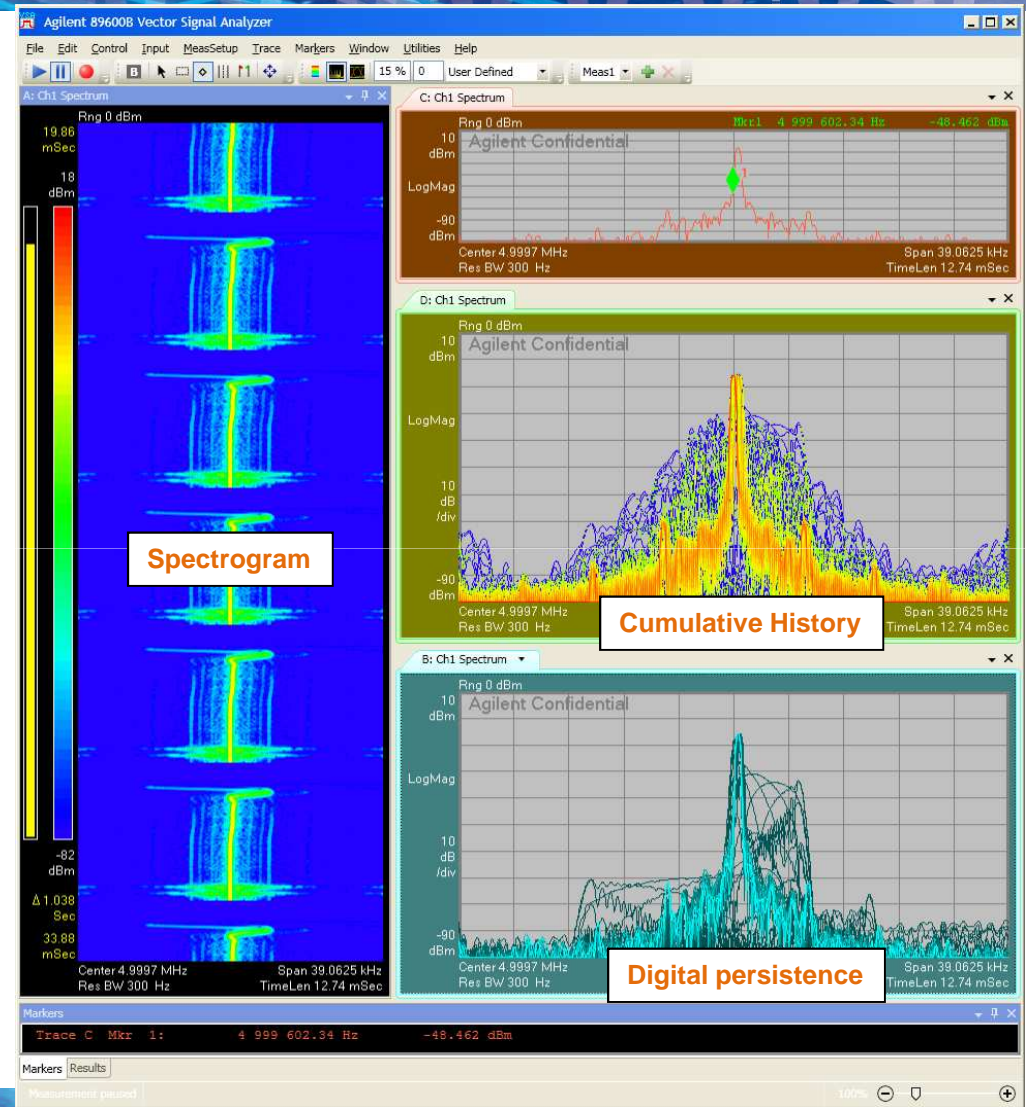 Agilent 89600B Vector Signal Analyzer
File Edit Control Input MeasSetup Trace Markers Window Utilities Help
B 15 % 0 User Defined Meas1
A: Ch1 Spectrum
Rng 0 dBm
19.86
mSec
18
dBm
-82
dBm
Δ 1.038
Sec
33.88
mSec
Center 4.9997 MHz Span 39.0625 kHz
Res BW 300 Hz TimeLen 12.74 mSec
Spectrogram
C: Ch1 Spectrum
Rng 0 dBm Mkr1 4 999 602.34 Hz -48.462 dBm
10
dBm
Agilent Confidential
1
LogMag
-90
dBm
Center 4.9997 MHz Span 39.0625 kHz
Res BW 300 Hz TimeLen 12.74 mSec
D: Ch1 Spectrum
Rng 0 dBm
10
dBm
Agilent Confidential
LogMag
10
dB
/div
-90
dBm
Center 4.9997 MHz Span 39.0625 kHz
Res BW 300 Hz TimeLen 12.74 mSec
Cumulative History
B: Ch1 Spectrum
Rng 0 dBm
10
dBm
Agilent Confidential
LogMag
10
dB
/div
-90
dBm
Center 4.9997 MHz Span 39.0625 kHz
Res BW 300 Hz TimeLen 12.74 mSec
Digital persistence
Markers
Trace C Mkr 1: 4 999 602.34 Hz -48.462 dBm
Markers Results
Measurement paused 100%